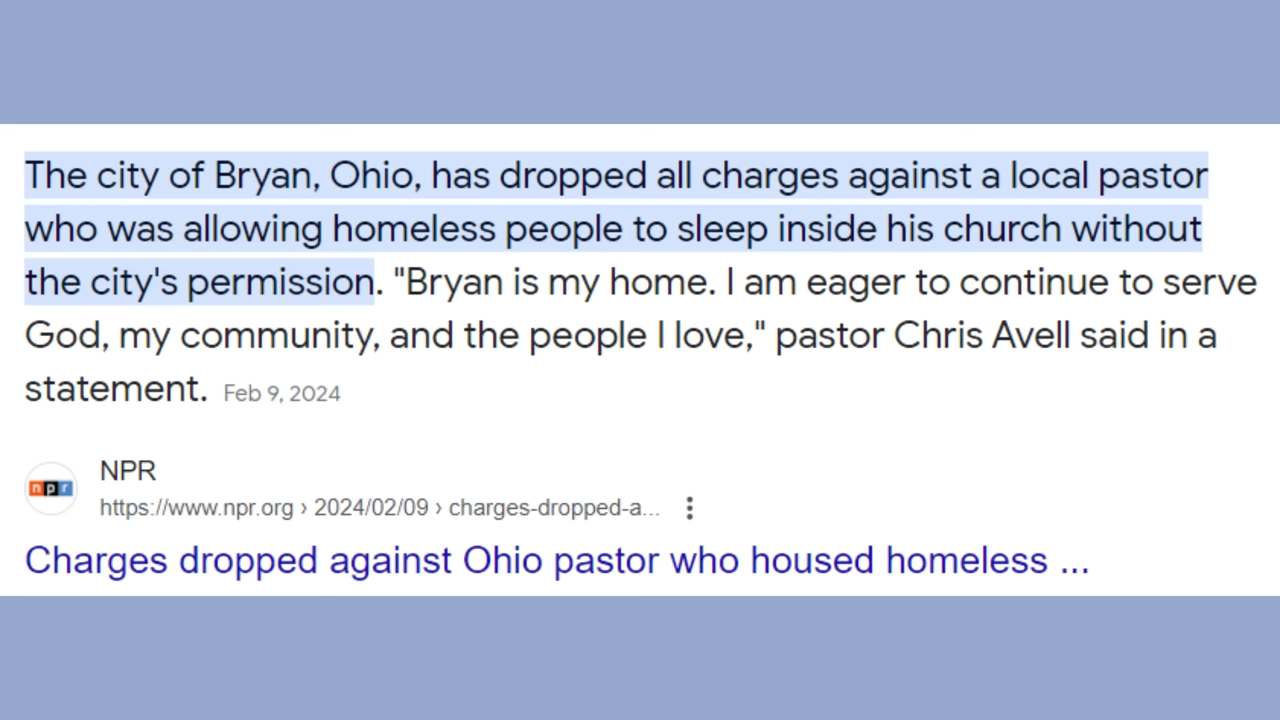 The city of Bryan, Ohio, has dropped all charges against a local pastor
who was allowing homeless people to sleep inside his church without
the city's permission. "Bryan is my home. I am eager to continue to serve
God, my community, and the people I love," pastor Chris Avell said in a
statement. Feb 9, 2024
npr
NPR
https://www.npr.org › 2024/02/09 › charges-dropped-a...
Charges dropped against Ohio pastor who housed homeless ...